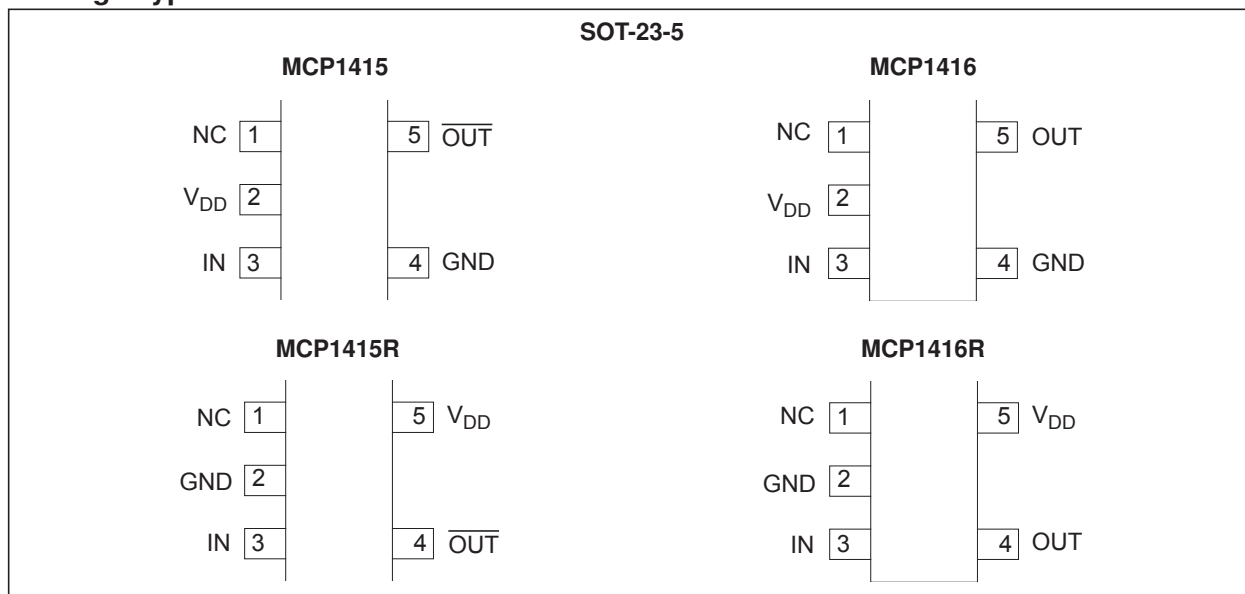 SOT-23-5
MCP1415
NC 1 5 O̅U̅T̅
VDD 2
IN 3 4 GND
MCP1416
NC 1 5 OUT
VDD 2
IN 3 4 GND
MCP1415R
NC 1 5 VDD
GND 2
IN 3 4 O̅U̅T̅
MCP1416R
NC 1 5 VDD
GND 2
IN 3 4 OUT